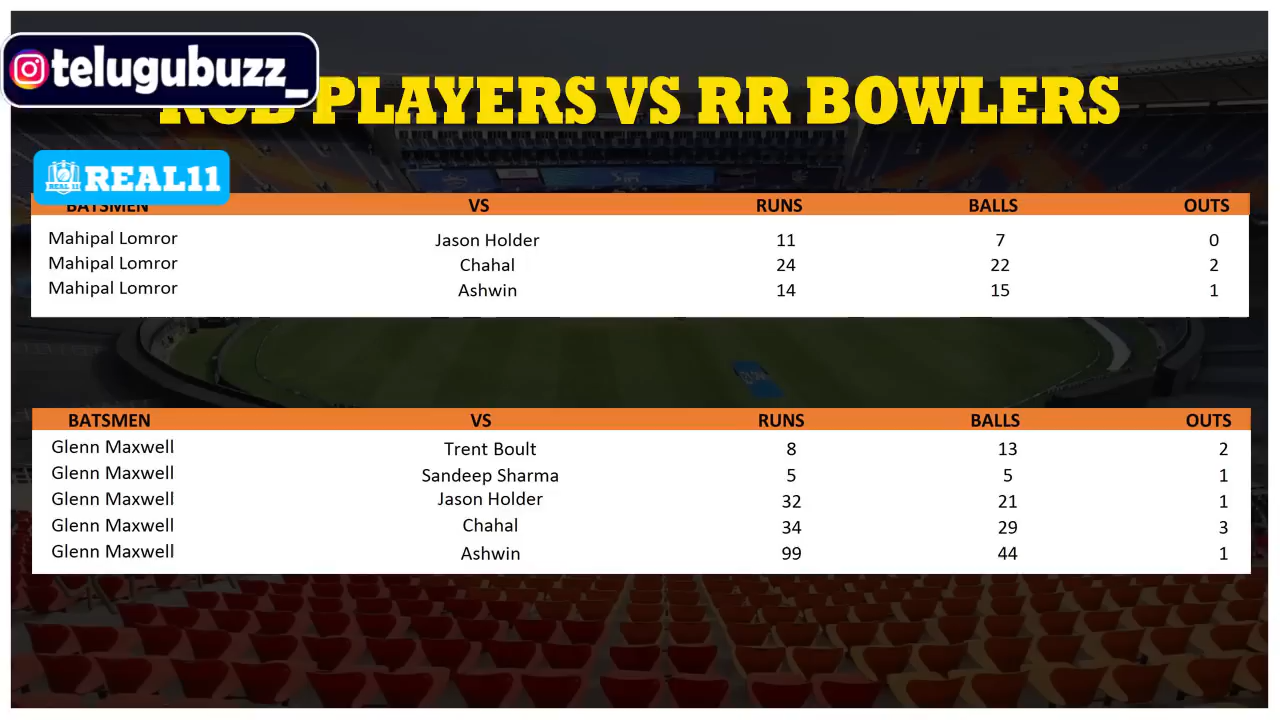 telugubuzz_
PLAYERS VS RR BOWLERS
REAL11
BATSMEN VS RUNS BALLS OUTS
Mahipal Lomror Jason Holder 11 7 0
Mahipal Lomror Chahal 24 22 2
Mahipal Lomror Ashwin 14 15 1
BATSMEN VS RUNS BALLS OUTS
Glenn Maxwell Trent Boult 8 13 2
Glenn Maxwell Sandeep Sharma 5 5 1
Glenn Maxwell Jason Holder 32 21 1
Glenn Maxwell Chahal 34 29 3
Glenn Maxwell Ashwin 99 44 1